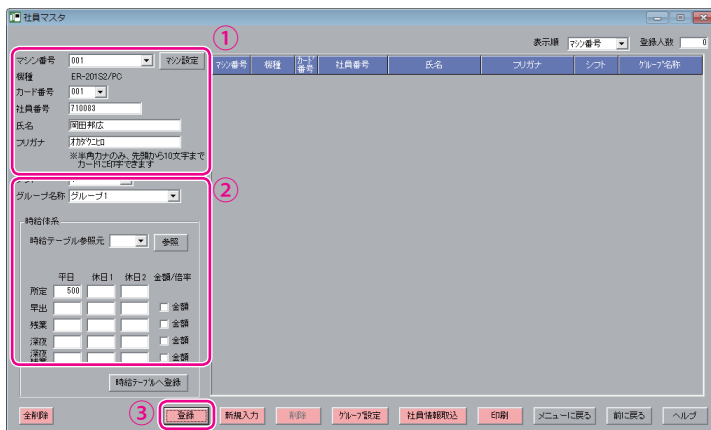 社員マスタ
①
表示順 マシン番号 登録人数 0
マシン番号 001 マシン設定
機種 ER-201S2/PC
カード番号 001
社員番号 710083
氏名 岡田邦広
フリガナ オカダクニヒロ
※半角カナのみ、先頭から10文字まで
カードに印字できます
マシン番号 機種 カード番号 社員番号 氏名 フリガナ シフト グループ名称
②
グループ名称 グループ1
時給体系
時給テーブル参照元 参照
平日 休日1 休日2 金額/倍率
所定 500
早出 金額
残業 金額
深夜 金額
深夜残業 金額
時給テーブルへ登録
③
全削除 登録 新規入力 削除 グループ設定 社員情報取込 印刷 メニューに戻る 前に戻る ヘルプ